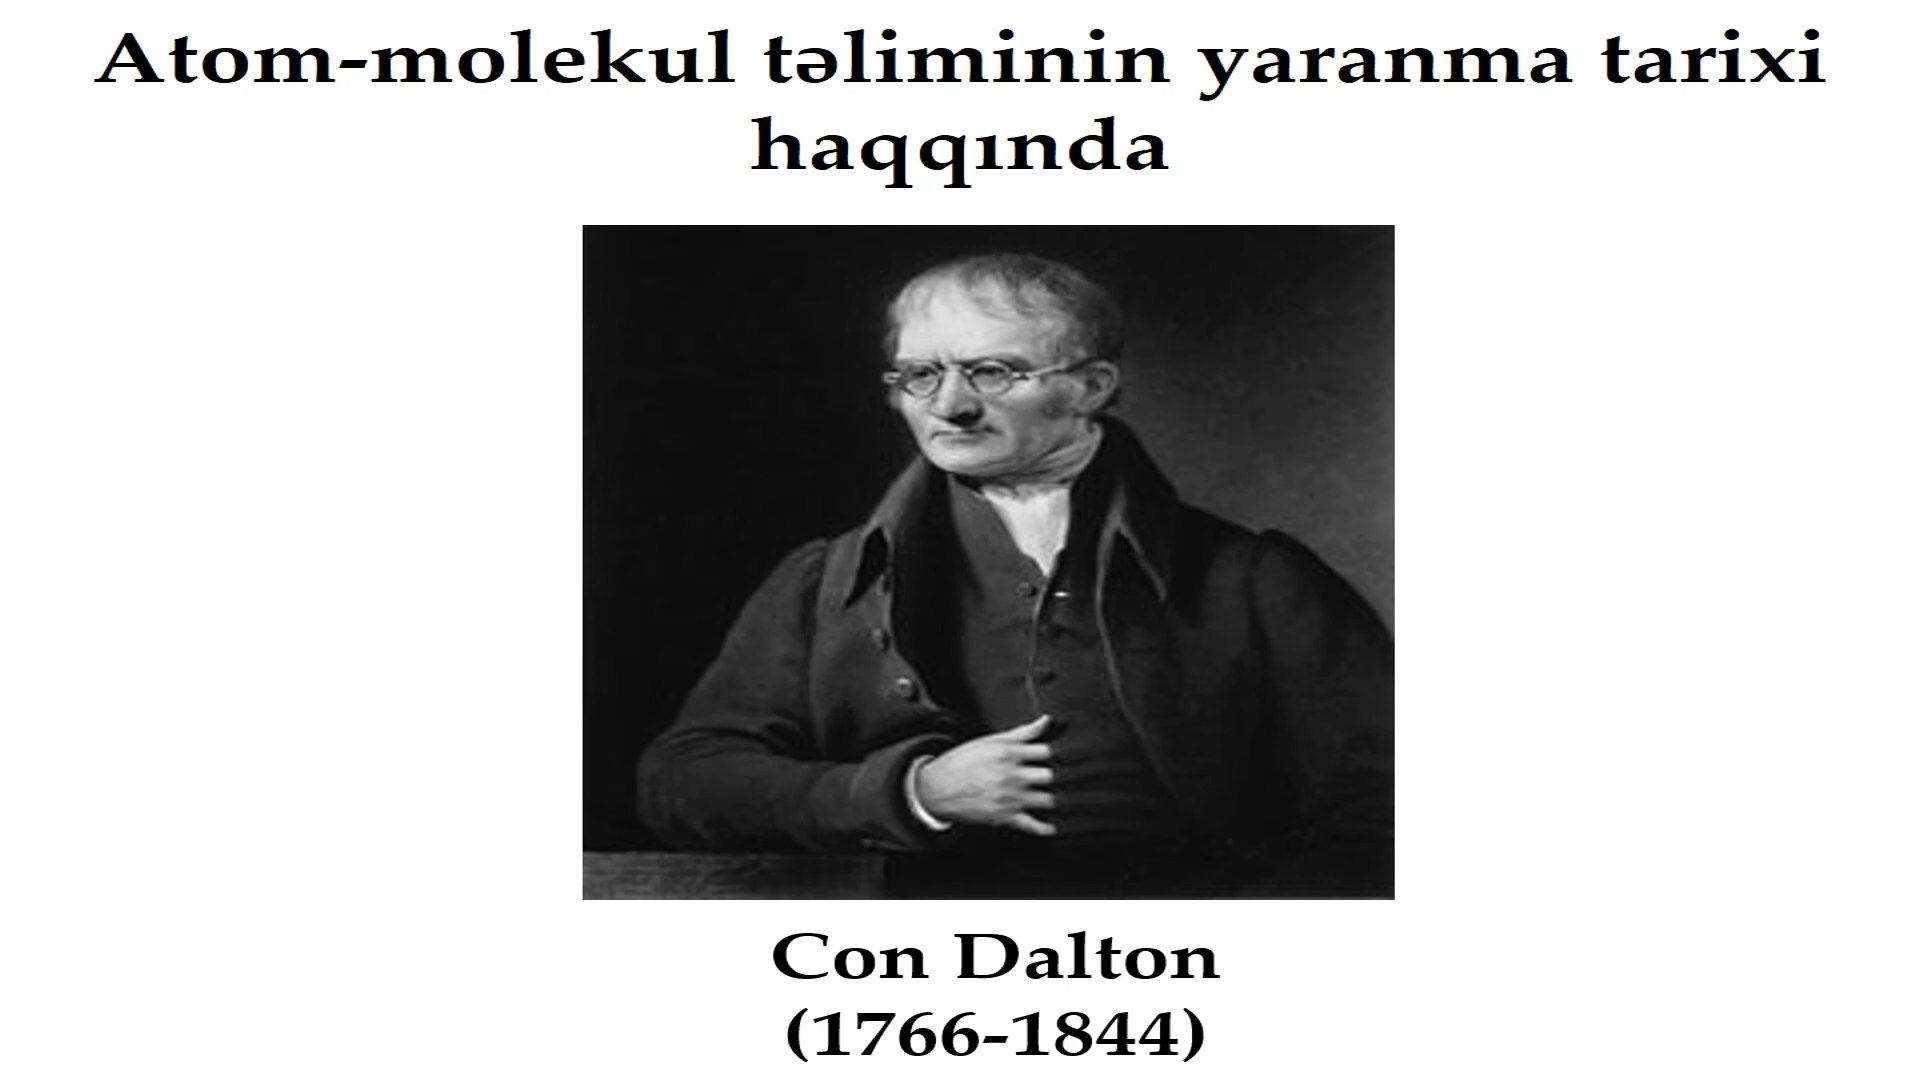 Atom-molekul təliminin yaranma tarixi
haqqında
Con Dalton
(1766-1844)